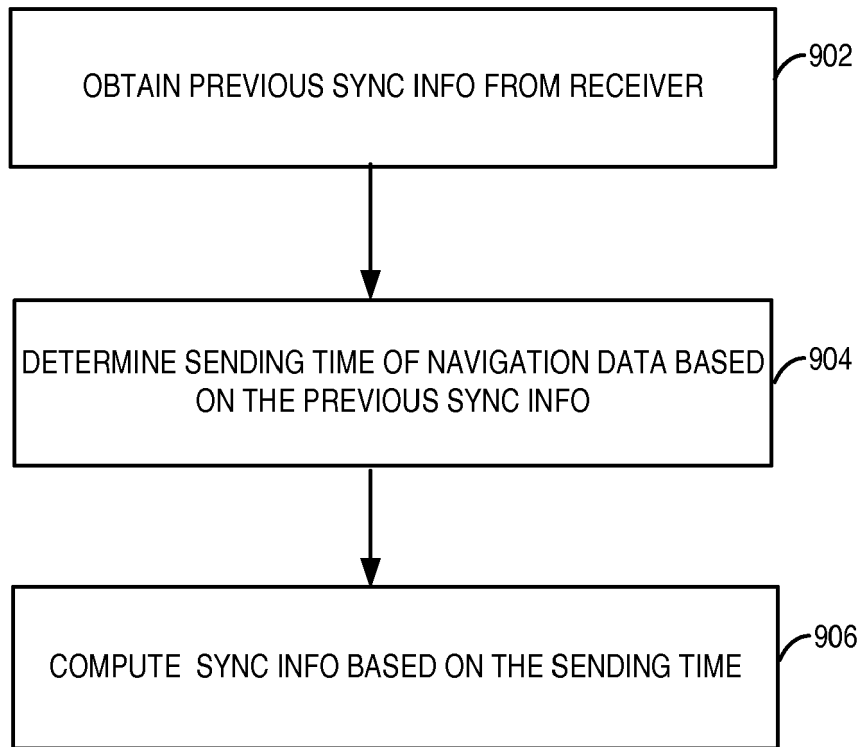 OBTAIN PREVIOUS SYNC INFO FROM RECEIVER
902
DETERMINE SENDING TIME OF NAVIGATION DATA BASED
ON THE PREVIOUS SYNC INFO
904
COMPUTE SYNC INFO BASED ON THE SENDING TIME
906